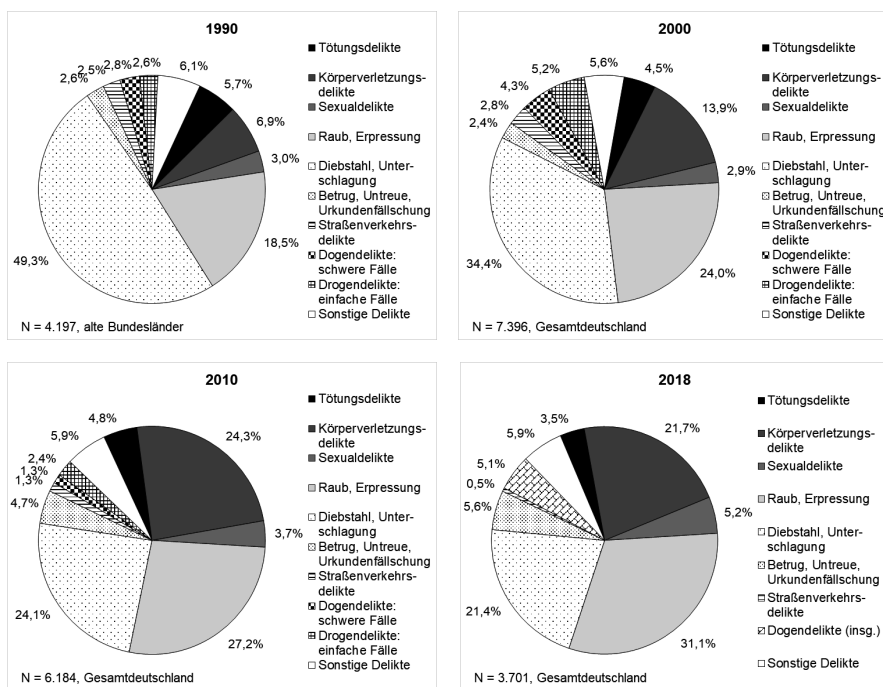 1990
2,6%
2,5%
2,8%
2,6%
6,1%
5,7%
6,9%
3,0%
18,5%
49,3%
Tötungsdelikte
Körperverletzungs-
delikte
Sexualdelikte
Raub, Erpressung
Diebstahl, Unter-
schlagung
Betrug, Untreue,
Urkundenfällschung
Straßenverkehrs-
delikte
Dogendelikte:
schwere Fälle
Drogendelikte:
einfache Fälle
Sonstige Delikte
N = 4.197, alte Bundesländer
2000
2,4%
2,8%
4,3%
5,2%
5,6%
4,5%
13,9%
2,9%
24,0%
34,4%
Tötungsdelikte
Körperverletzungs-
delikte
Sexualdelikte
Raub, Erpressung
Diebstahl, Unter-
schlagung
Betrug, Untreue,
Urkundenfällschung
Straßenverkehrs-
delikte
Dogendelikte:
schwere Fälle
Drogendelikte:
einfache Fälle
Sonstige Delikte
N = 7.396, Gesamtdeutschland
2010
4,7%
1,3%
1,3%
2,4%
5,9%
4,8%
24,3%
3,7%
27,2%
24,1%
Tötungsdelikte
Körperverletzungs-
delikte
Sexualdelikte
Raub, Erpressung
Diebstahl, Unter-
schlagung
Betrug, Untreue,
Urkundenfällschung
Straßenverkehrs-
delikte
Dogendelikte:
schwere Fälle
Drogendelikte:
einfache Fälle
Sonstige Delikte
N = 6.184, Gesamtdeutschland
2018
5,6%
0,5%
5,1%
5,9%
3,5%
21,7%
5,2%
31,1%
21,4%
Tötungsdelikte
Körperverletzungs-
delikte
Sexualdelikte
Raub, Erpressung
Diebstahl, Unter-
schlagung
Betrug, Untreue,
Urkundenfällschung
Straßenverkehrs-
delikte
Dogendelikte (insg.)
Sonstige Delikte
N = 3.701, Gesamtdeutschland